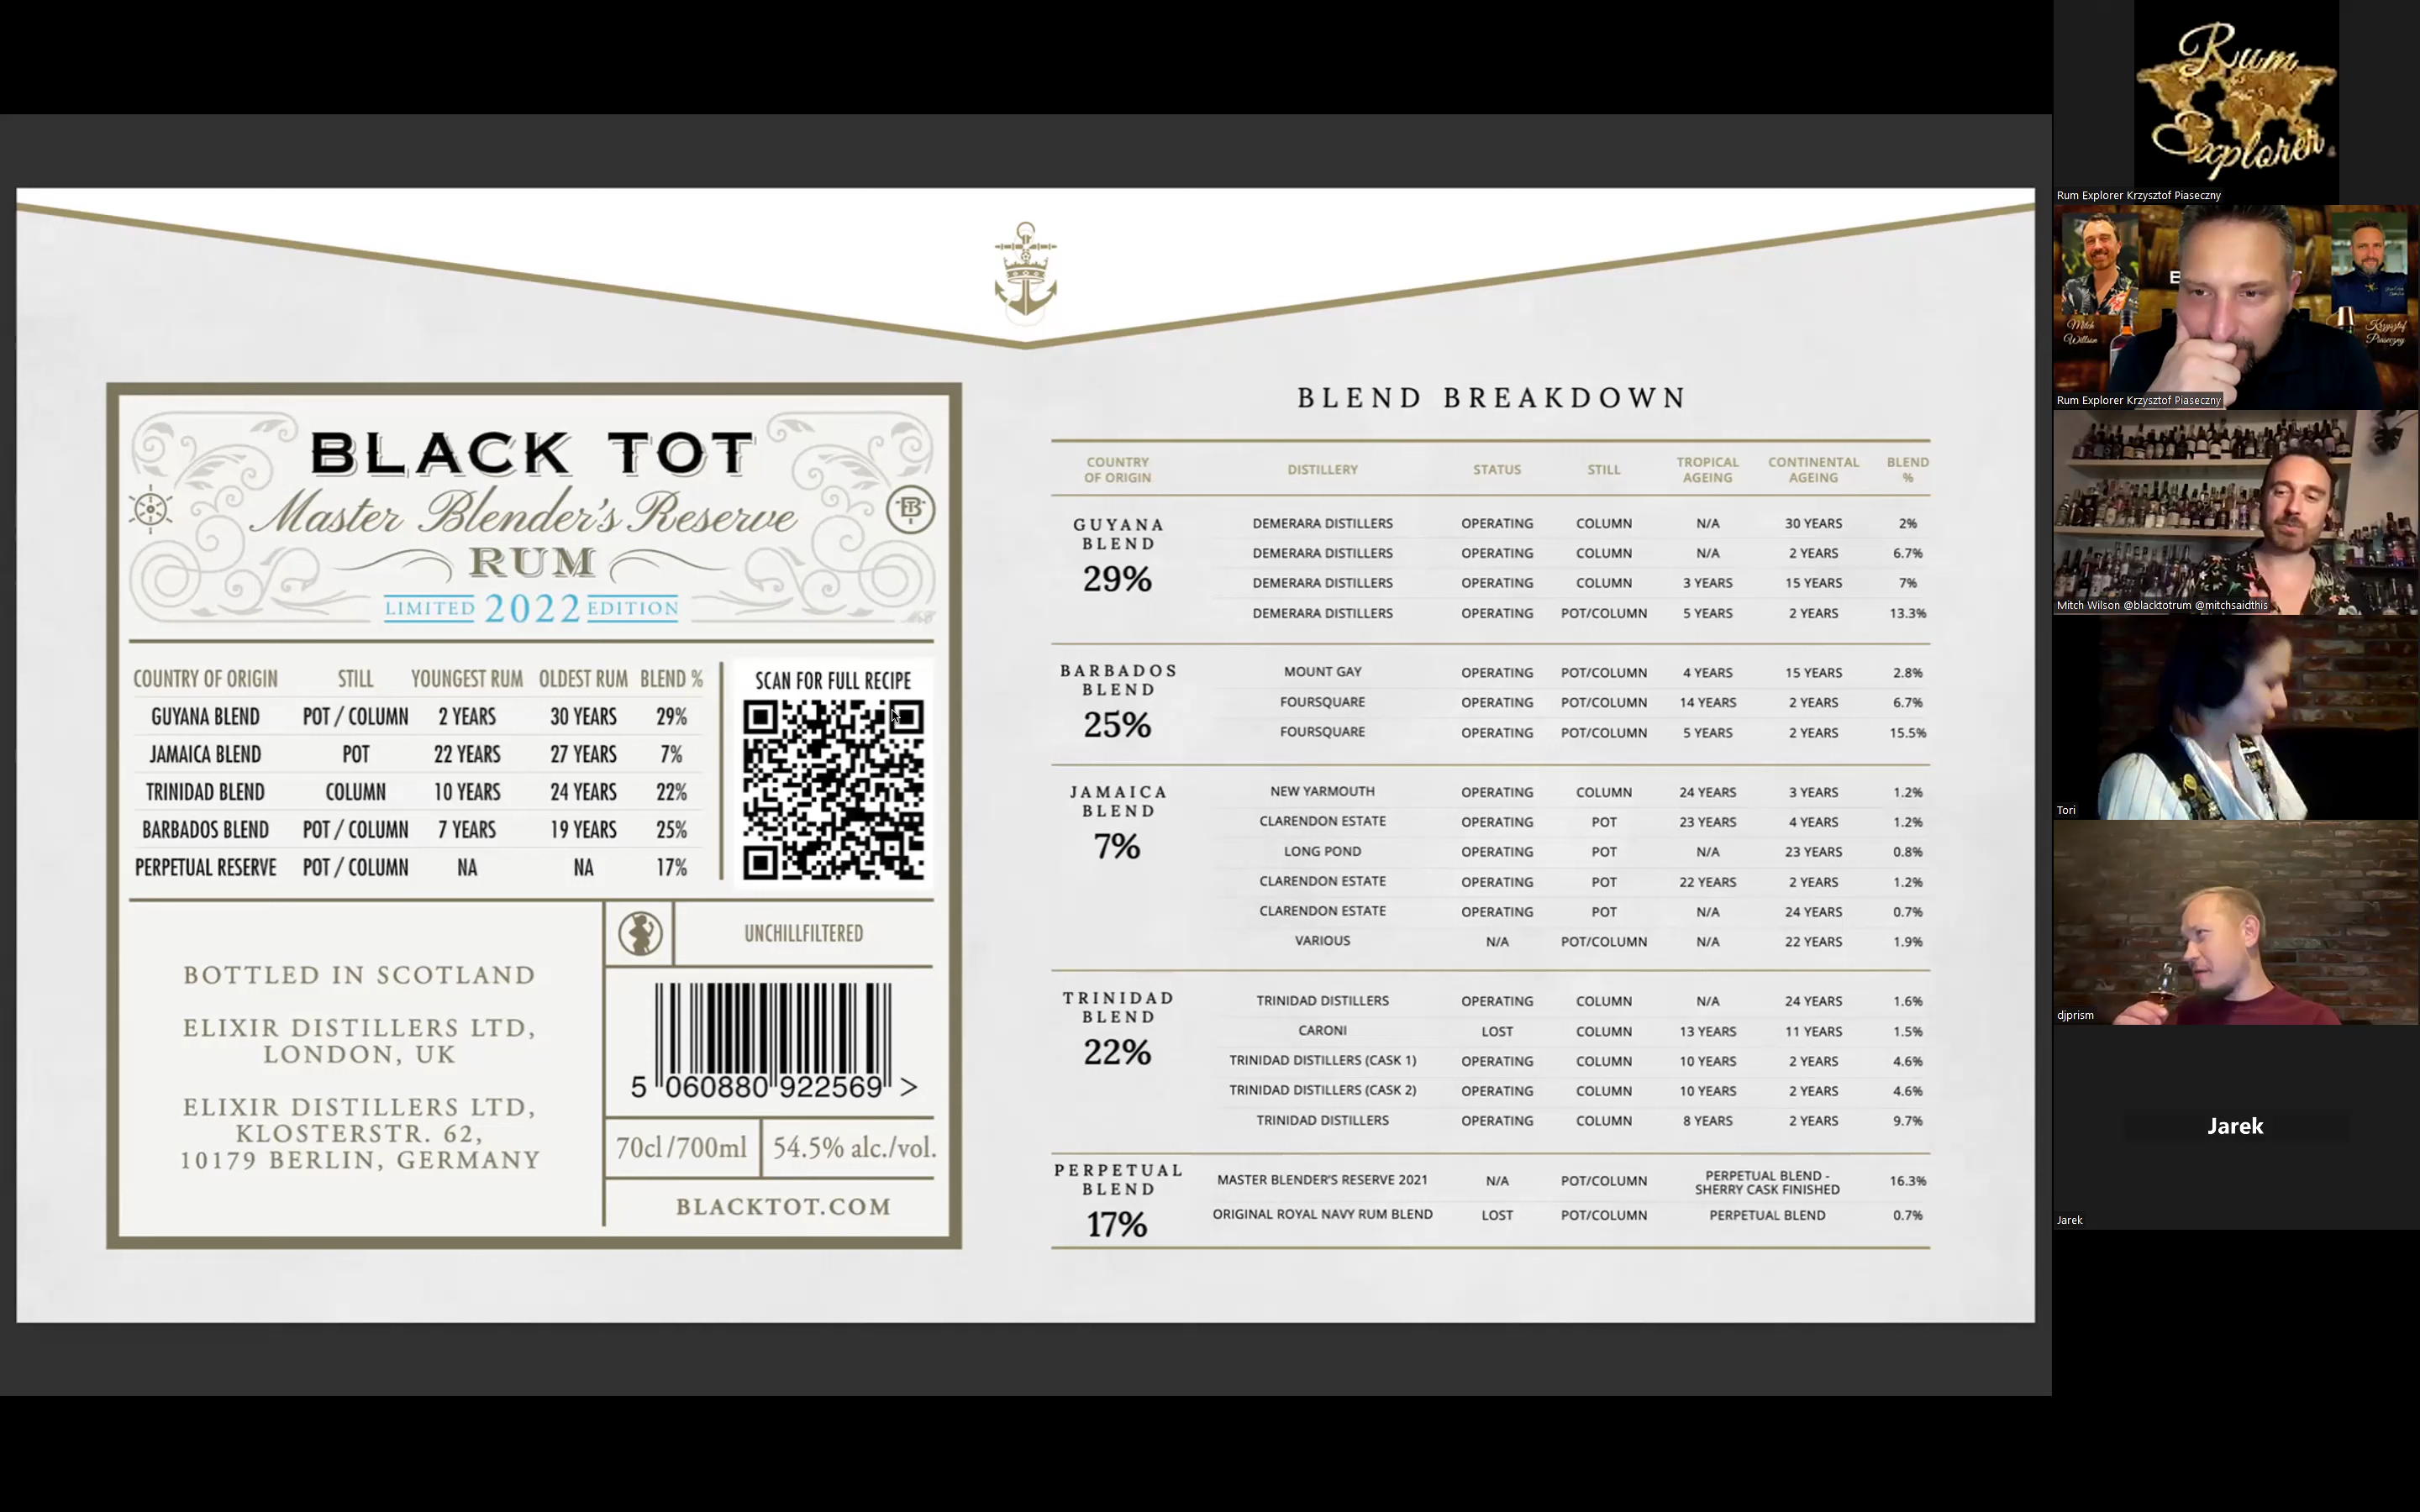 BLACK TOT
Master Blender's Reserve
RUM
LIMITED 2022 EDITION
COUNTRY OF ORIGIN STILL YOUNGEST RUM OLDEST RUM BLEND %
GUYANA BLEND POT / COLUMN 2 YEARS 30 YEARS 29%
JAMAICA BLEND POT 22 YEARS 27 YEARS 7%
TRINIDAD BLEND COLUMN 10 YEARS 24 YEARS 22%
BARBADOS BLEND POT / COLUMN 7 YEARS 19 YEARS 25%
PERPETUAL RESERVE POT / COLUMN NA NA 17%
SCAN FOR FULL RECIPE
BOTTLED IN SCOTLAND
ELIXIR DISTILLERS LTD,
LONDON, UK
ELIXIR DISTILLERS LTD,
KLOSTERSTR. 62,
10179 BERLIN, GERMANY
UNCHILLFILTERED
5 060880 922569 >
70cl/700ml 54.5% alc./vol.
BLACKTOT.COM
BLEND BREAKDOWN
COUNTRY OF ORIGIN DISTILLERY STATUS STILL TROPICAL AGEING CONTINENTAL AGEING BLEND %
GUYANA BLEND 29%
DEMERARA DISTILLERS OPERATING COLUMN N/A 30 YEARS 2%
DEMERARA DISTILLERS OPERATING COLUMN N/A 2 YEARS 6.7%
DEMERARA DISTILLERS OPERATING COLUMN 3 YEARS 15 YEARS 7%
DEMERARA DISTILLERS OPERATING POT/COLUMN 5 YEARS 2 YEARS 13.3%
BARBADOS BLEND 25%
MOUNT GAY OPERATING POT/COLUMN 4 YEARS 15 YEARS 2.8%
FOURSQUARE OPERATING POT/COLUMN 14 YEARS 2 YEARS 6.7%
FOURSQUARE OPERATING POT/COLUMN 5 YEARS 2 YEARS 15.5%
JAMAICA BLEND 7%
NEW YARMOUTH OPERATING COLUMN 24 YEARS 3 YEARS 1.2%
CLARENDON ESTATE OPERATING POT 23 YEARS 4 YEARS 1.2%
LONG POND OPERATING POT N/A 23 YEARS 0.8%
CLARENDON ESTATE OPERATING POT 22 YEARS 2 YEARS 1.2%
CLARENDON ESTATE OPERATING POT N/A 24 YEARS 0.7%
VARIOUS N/A POT/COLUMN N/A 22 YEARS 1.9%
TRINIDAD BLEND 22%
TRINIDAD DISTILLERS OPERATING COLUMN N/A 24 YEARS 1.6%
CARONI LOST COLUMN 13 YEARS 11 YEARS 1.5%
TRINIDAD DISTILLERS (CASK 1) OPERATING COLUMN 10 YEARS 2 YEARS 4.6%
TRINIDAD DISTILLERS (CASK 2) OPERATING COLUMN 10 YEARS 2 YEARS 4.6%
TRINIDAD DISTILLERS OPERATING COLUMN 8 YEARS 2 YEARS 9.7%
PERPETUAL BLEND 17%
MASTER BLENDER'S RESERVE 2021 N/A POT/COLUMN PERPETUAL BLEND - SHERRY CASK FINISHED 16.3%
ORIGINAL ROYAL NAVY RUM BLEND LOST POT/COLUMN PERPETUAL BLEND 0.7%
Rum
Explorer
Rum Explorer Krzysztof Piaseczny
Mitch
Wilson
Krzysztof
Piaseczny
Rum Explorer Krzysztof Piaseczny
Mitch Wilson @blacktotrum @mitchsaidthis
Tori
djprism
Jarek
Jarek